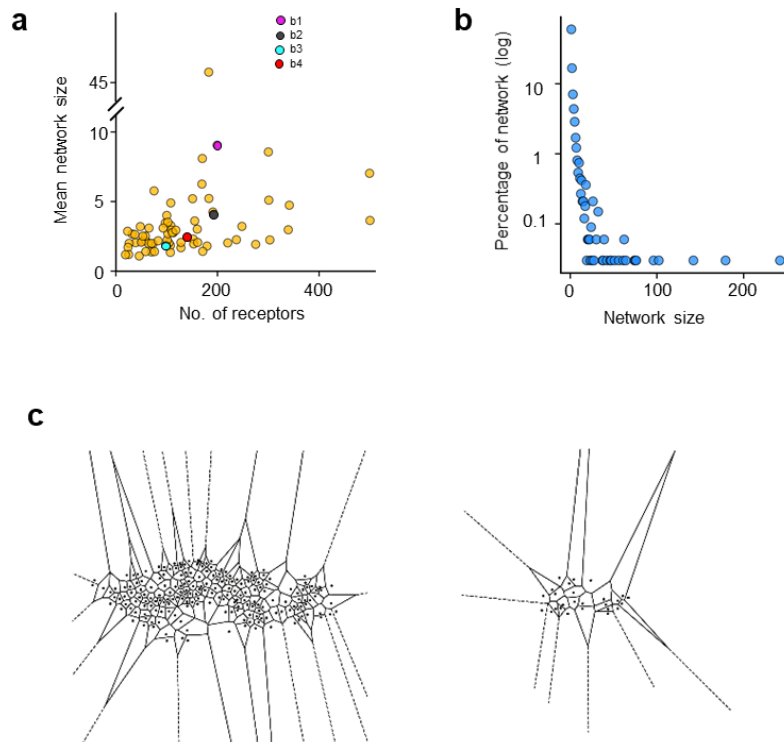 a
b1
b2
b3
b4
Mean network size
45
10
5
0
0
200
400
No. of receptors
b
Percentage of network (log)
10
1
0.1
0
100
200
Network size
c